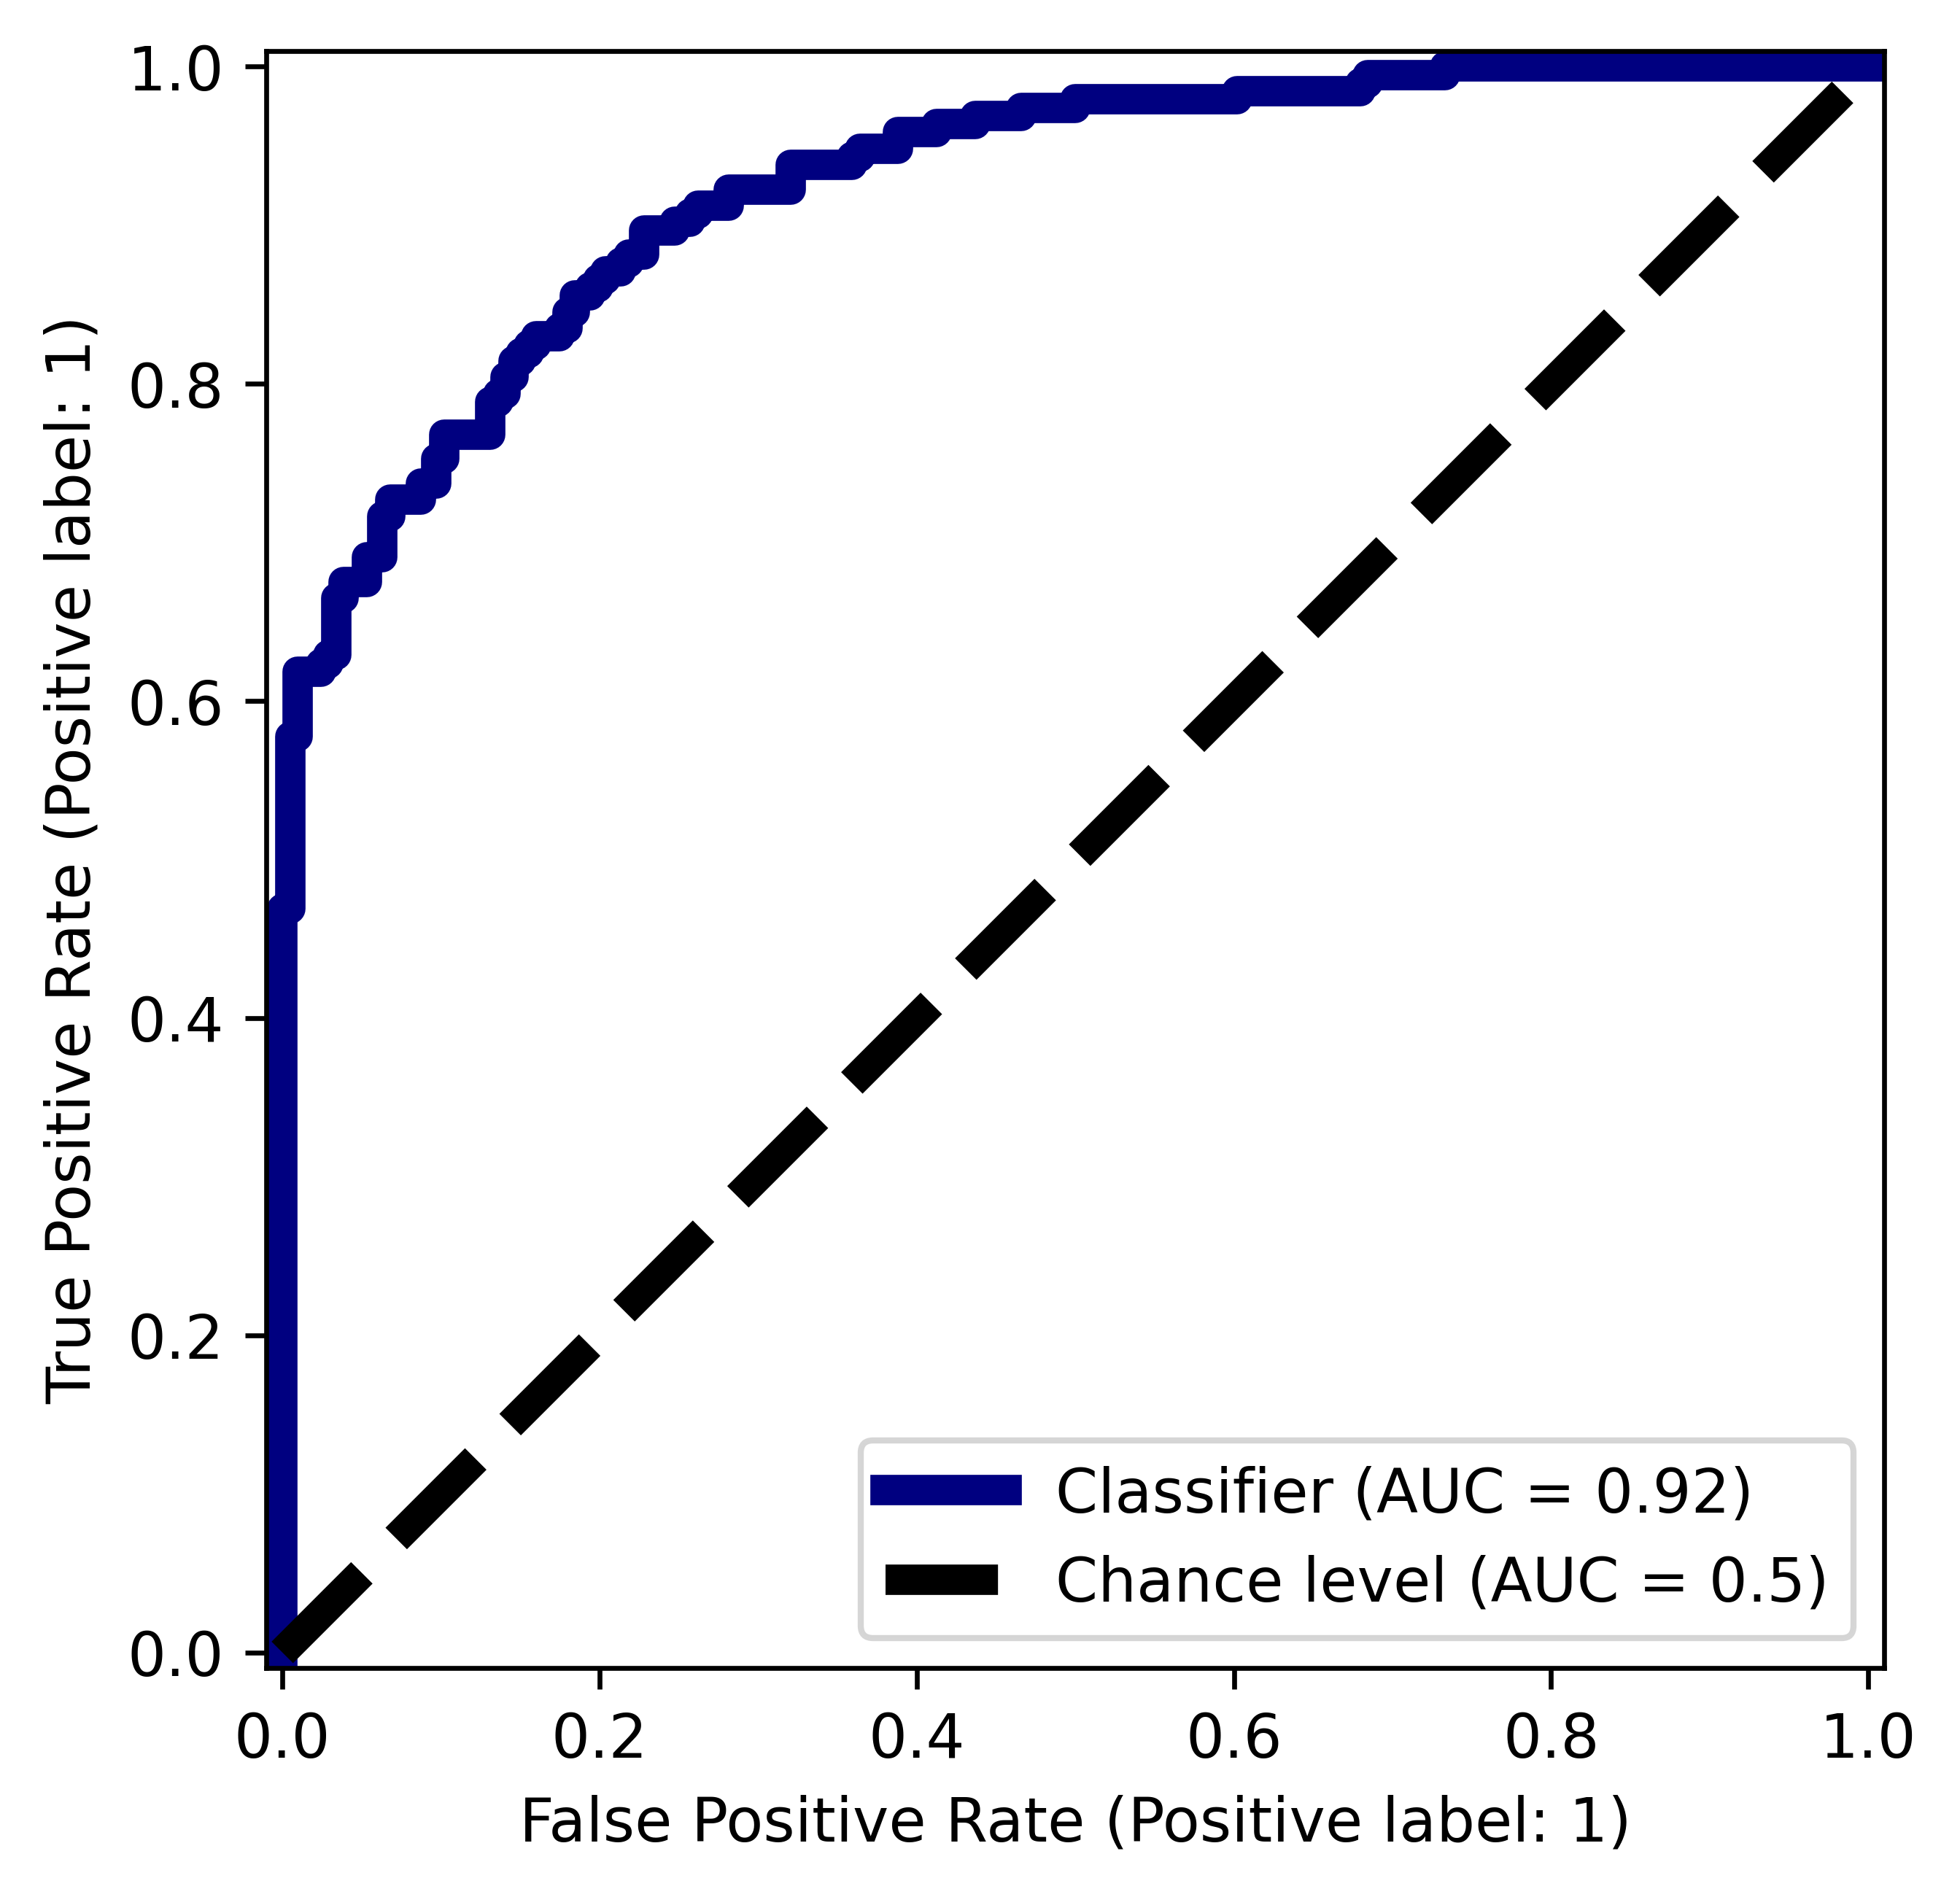 True Positive Rate (Positive label: 1)
1.0
0.8
0.6
0.4
0.2
0.0
Classifier (AUC = 0.92)
Chance level (AUC = 0.5)
0.0 0.2 0.4 0.6 0.8 1.0
False Positive Rate (Positive label: 1)